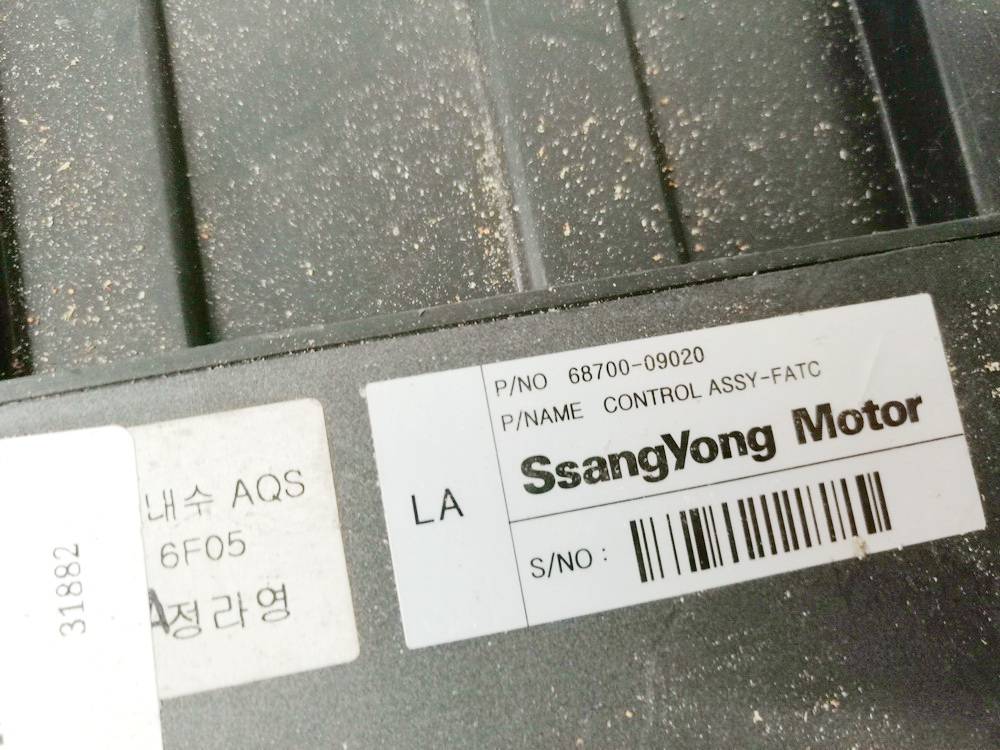 31882
내수 AQS
6F05
A정라영
LA
P/NO 68700-09020
P/NAME CONTROL ASSY-FATC
SsangYong Motor
S/NO :